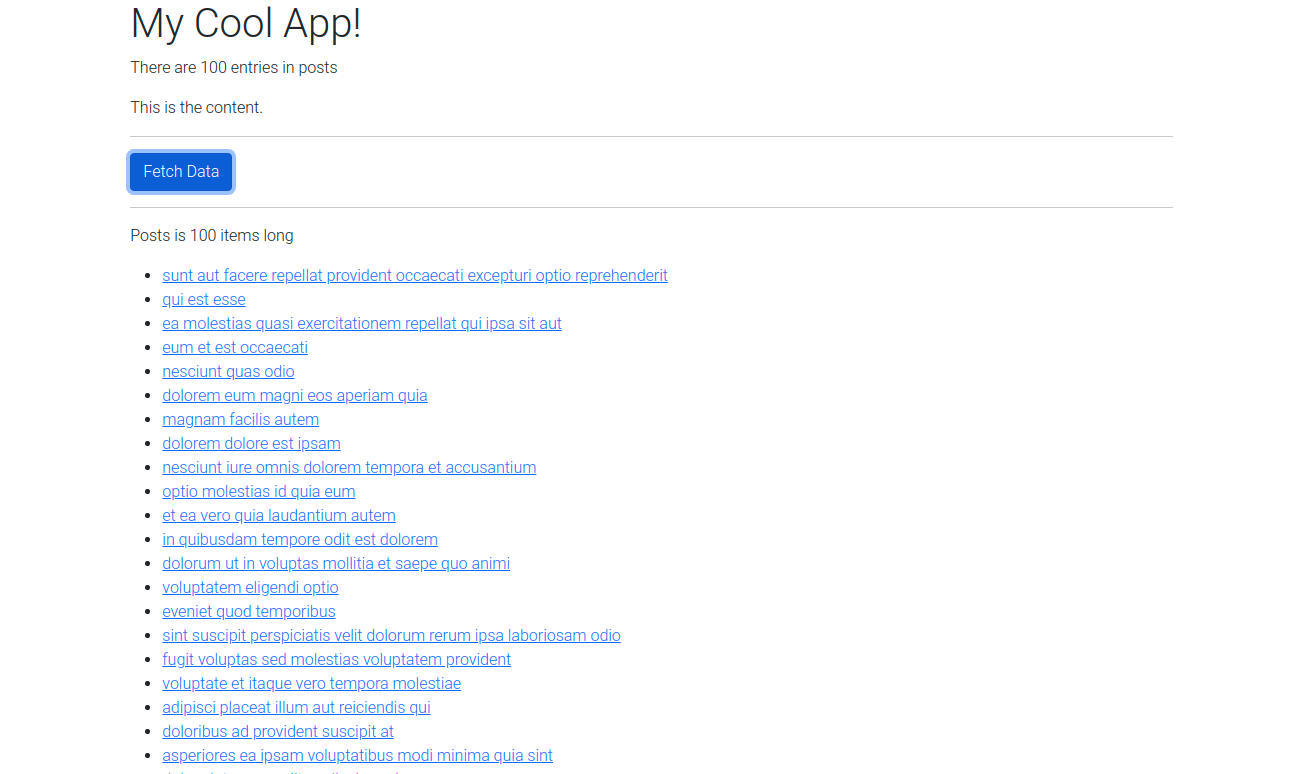 My Cool App!
There are 100 entries in posts
This is the content.
Fetch Data
Posts is 100 items long
sunt aut facere repellat provident occaecati excepturi optio reprehenderit
qui est esse
ea molestias quasi exercitationem repellat qui ipsa sit aut
eum et est occaecati
nesciunt quas odio
dolorem eum magni eos aperiam quia
magnam facilis autem
dolorem dolore est ipsam
nesciunt iure omnis dolorem tempora et accusantium
optio molestias id quia eum
et ea vero quia laudantium autem
in quibusdam tempore odit est dolorem
dolorum ut in voluptas mollitia et saepe quo animi
voluptatem eligendi optio
eveniet quod temporibus
sint suscipit perspiciatis velit dolorum rerum ipsa laboriosam odio
fugit voluptas sed molestias voluptatem provident
voluptate et itaque vero tempora molestiae
adipisci placeat illum aut reiciendis qui
doloribus ad provident suscipit at
asperiores ea ipsam voluptatibus modi minima quia sint